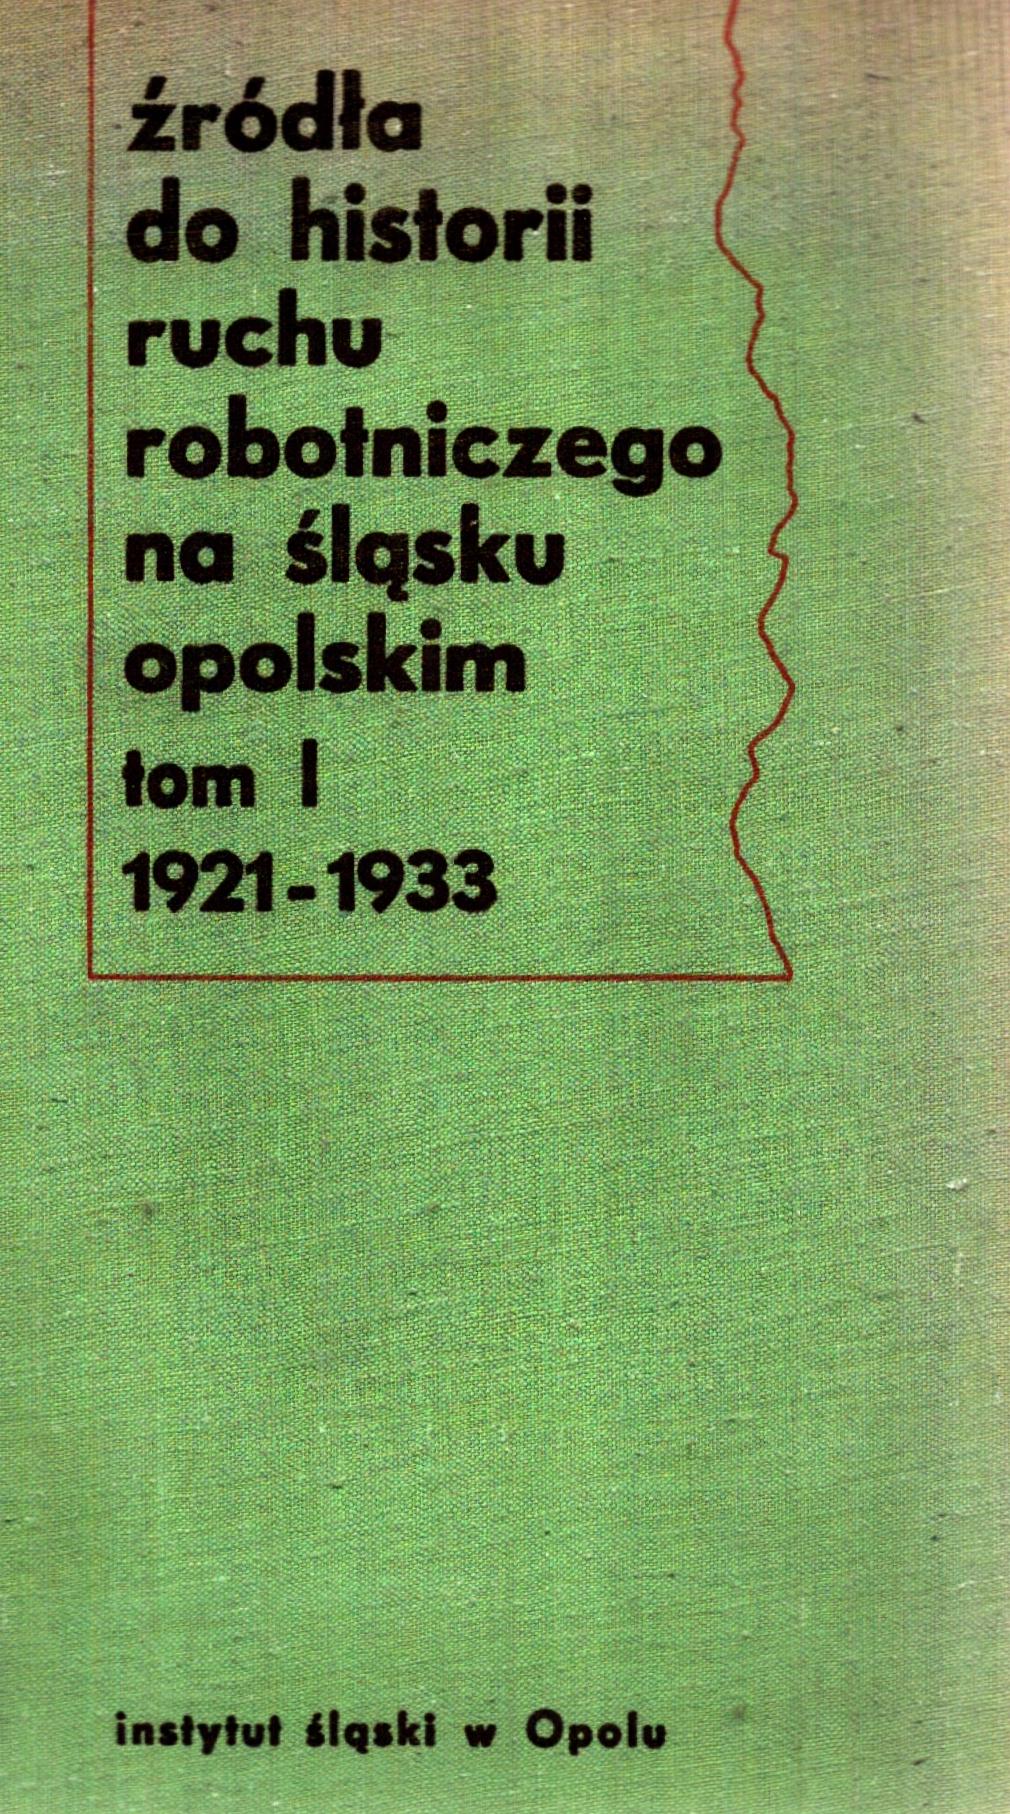 źródła
do historii
ruchu
robotniczego
na śląsku
opolskim
tom I
1921-1933
instytut śląski w Opolu